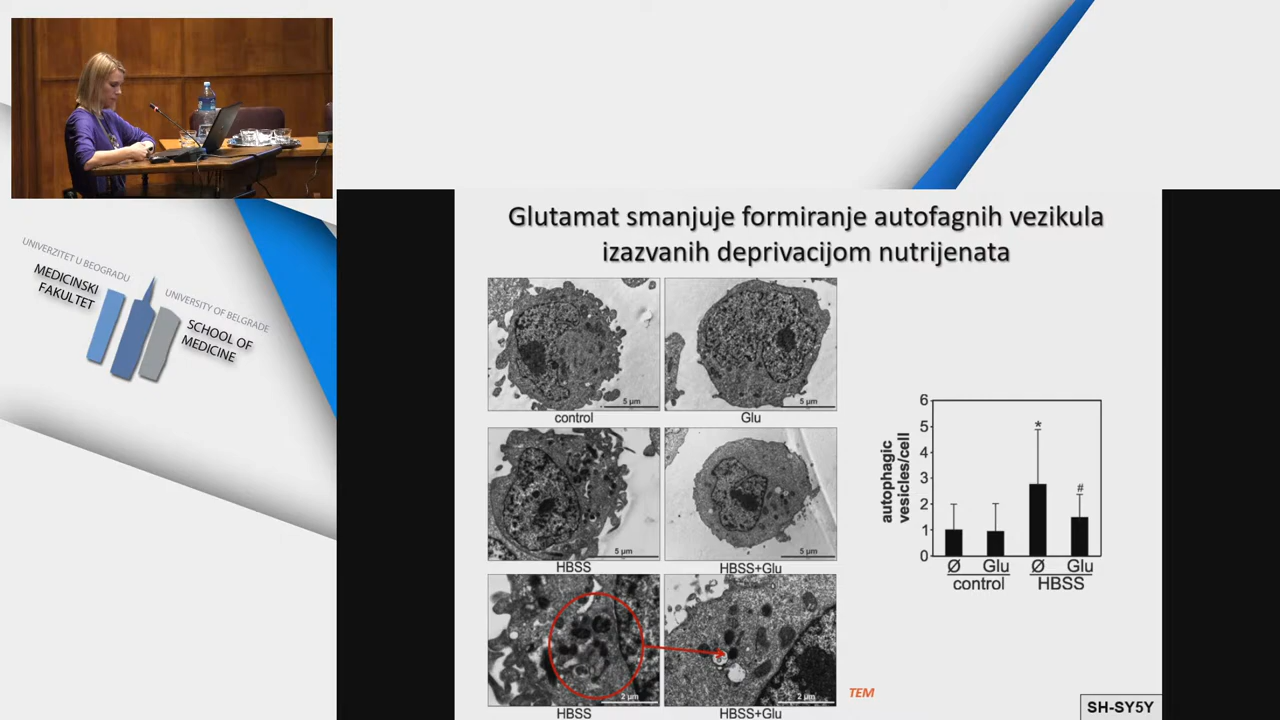 UNIVERZITET U BEOGRADU
MEDICINSKI
FAKULTET
UNIVERSITY OF BELGRADE
SCHOOL OF
MEDICINE
Glutamat smanjuje formiranje autofagnih vezikula
izazvanih deprivacijom nutrijenata
5 µm
5 µm
control
Glu
5 µm
5 µm
HBSS
HBSS+Glu
2 µm
2 µm
HBSS
HBSS+Glu
TEM
autophagic
vesicles/cell
6
5
4
3
2
1
0
*
#
Ø Glu Ø Glu
control HBSS
SH-SY5Y